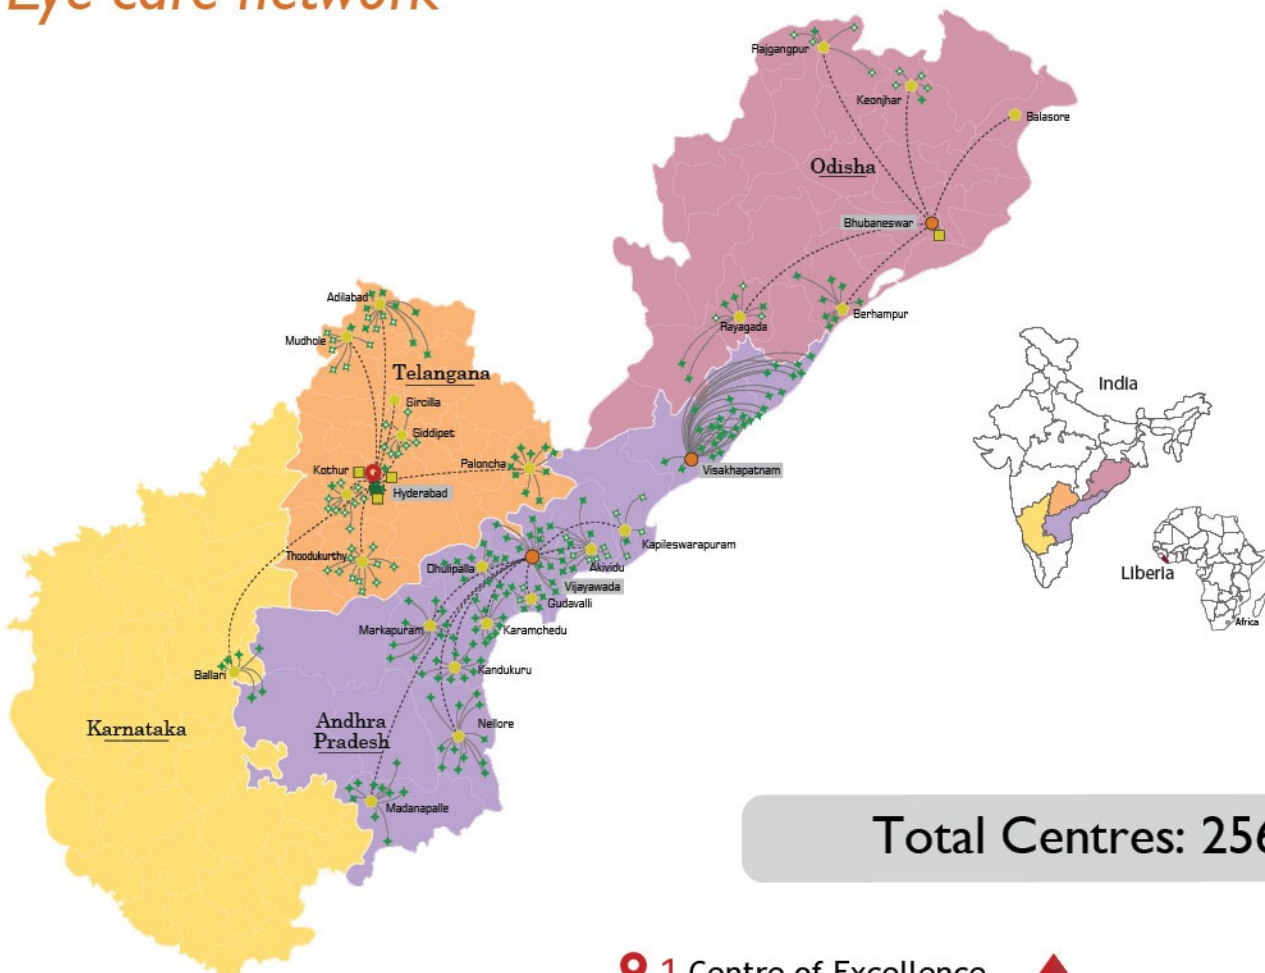 Eye care network
Rajgangpur
Keonjhar
Balasore
Odisha
Bhubaneswar
Adilabad
Rayagada
Berhampur
Mudhole
Telangana
India
Sircilla
Siddipet
Kothur
Paloncha
Visakhapatnam
Hyderabad
Kapileswarapuram
Thoodukurthy
Dhulipalla
Akividu
Liberia
Vijayawada
Gudavalli
Africa
Markapuram
Karamchedu
Ballari
Kandukuru
Karnataka
Andhra
Pradesh
Nellore
Madanapalle
Total Centres: 256
1 Centre of Excellence